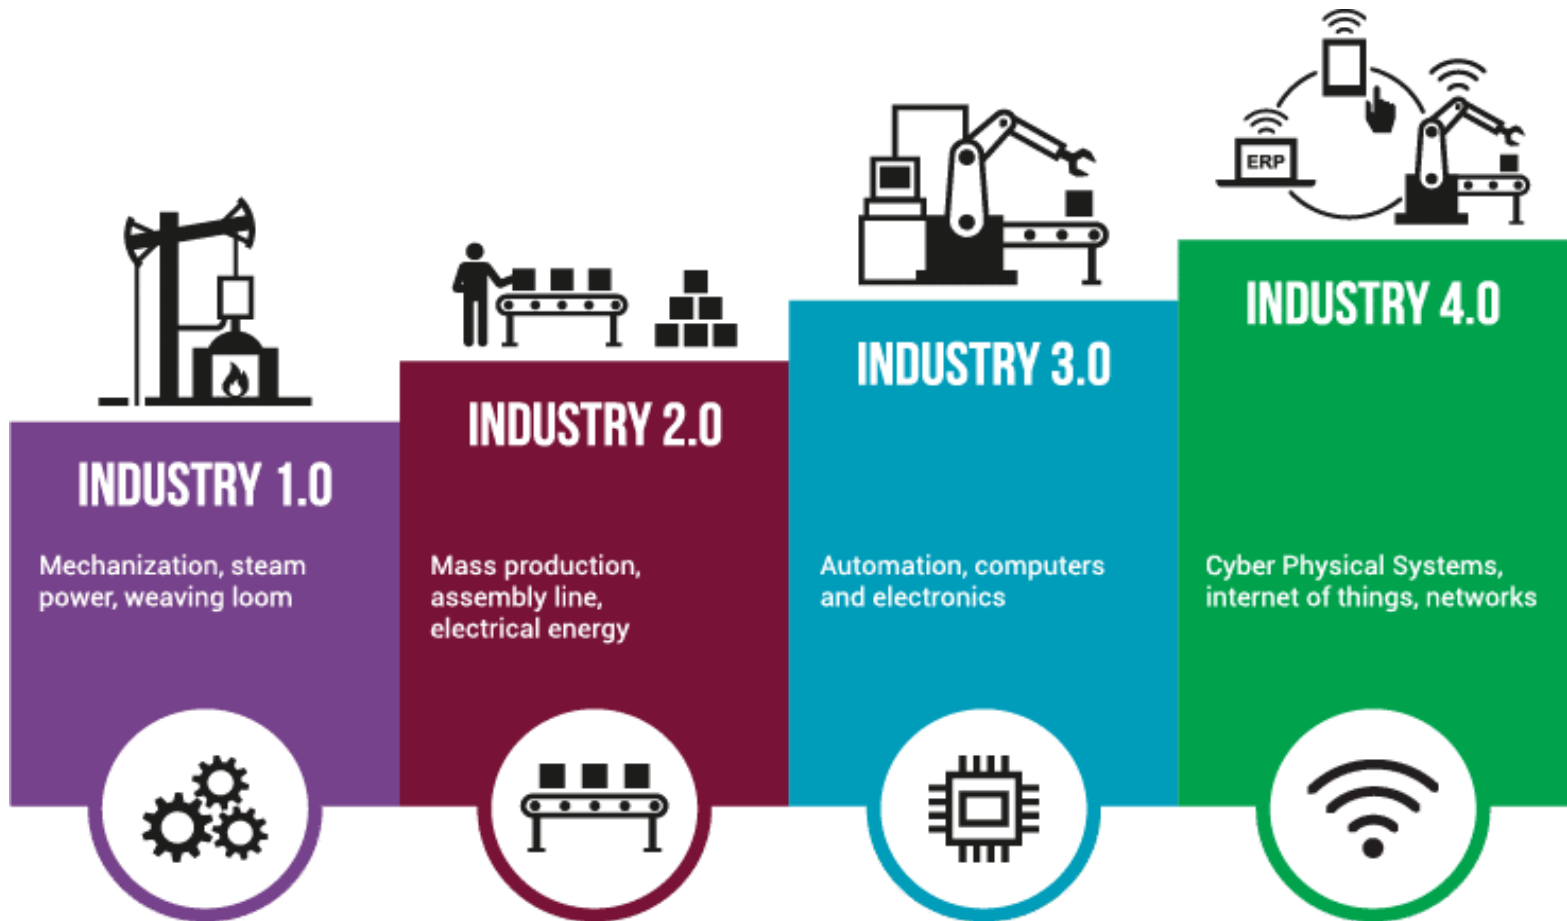 INDUSTRY 1.0
Mechanization, steam
power, weaving loom
INDUSTRY 2.0
Mass production,
assembly line,
electrical energy
INDUSTRY 3.0
Automation, computers
and electronics
ERP
INDUSTRY 4.0
Cyber Physical Systems,
internet of things, networks